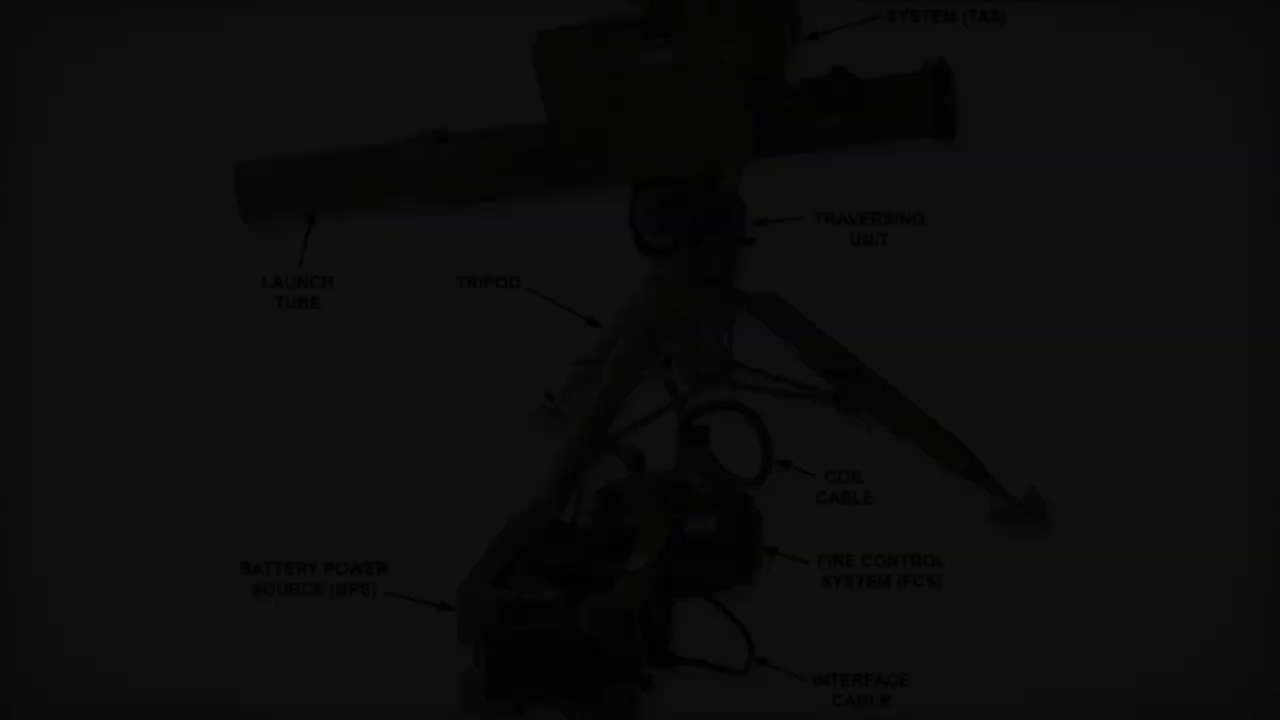 SYSTEM (TAS)
TRAVERSING
UNIT
LAUNCH
TUBE
TRIPOD
COIL
CABLE
FIRE CONTROL
SYSTEM (FCS)
BATTERY POWER
SOURCE (BPS)
INTERFACE
CABLE